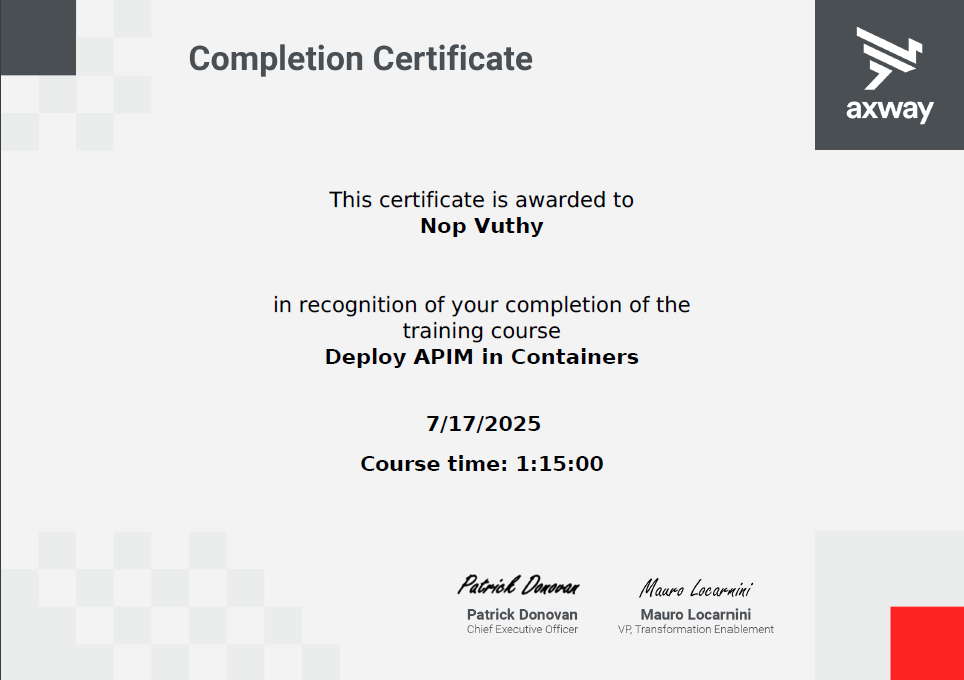 Completion Certificate
axway
This certificate is awarded to
Nop Vuthy
in recognition of your completion of the
training course
Deploy APIM in Containers
7/17/2025
Course time: 1:15:00
Patrick Donovan
Mauro Locarnini
Patrick Donovan
Mauro Locarnini
Chief Executive Officer
VP, Transformation Enablement